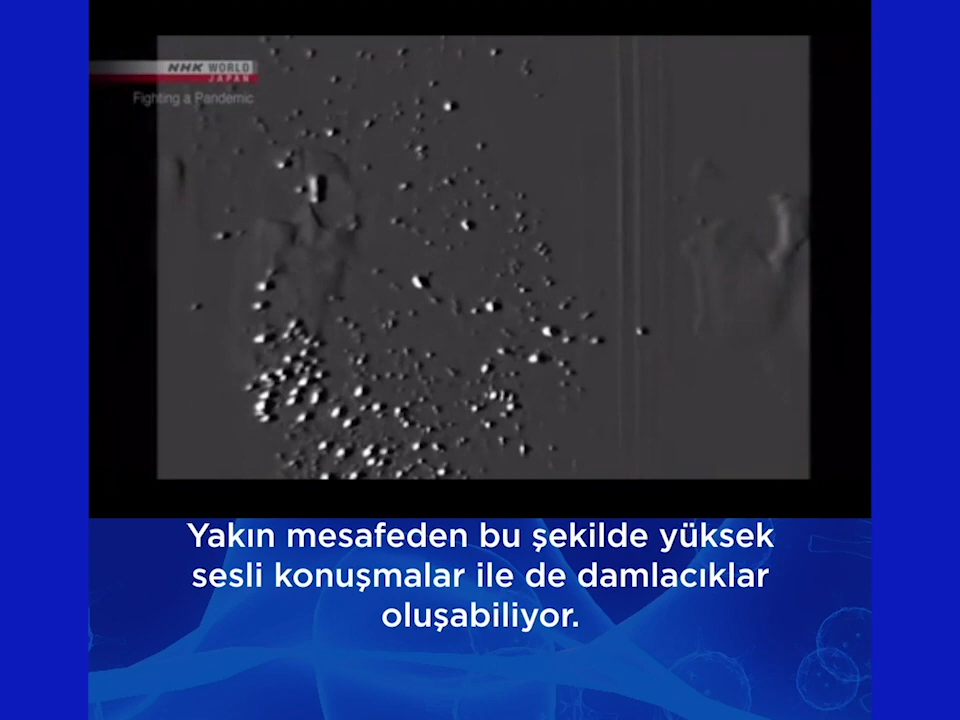 NHK WORLD
JAPAN
Fighting a Pandemic
Yakın mesafeden bu şekilde yüksek
sesli konuşmalar ile de damlacıklar
oluşabiliyor.